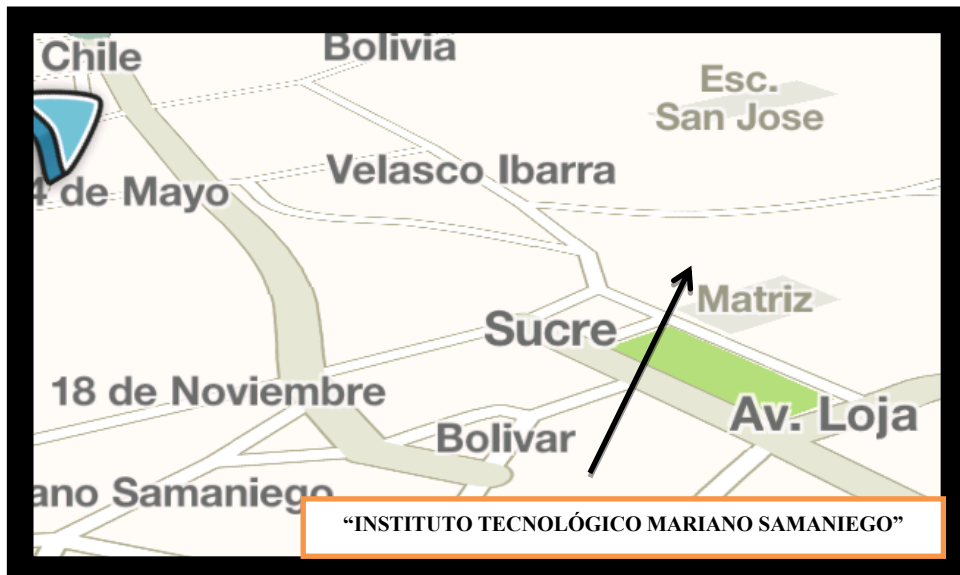 Chile
Bolivia
Esc.
San Jose
Velasco Ibarra
4 de Mayo
Matriz
Sucre
18 de Noviembre
Av. Loja
Bolivar
ano Samaniego
“INSTITUTO TECNOLÓGICO MARIANO SAMANIEGO”